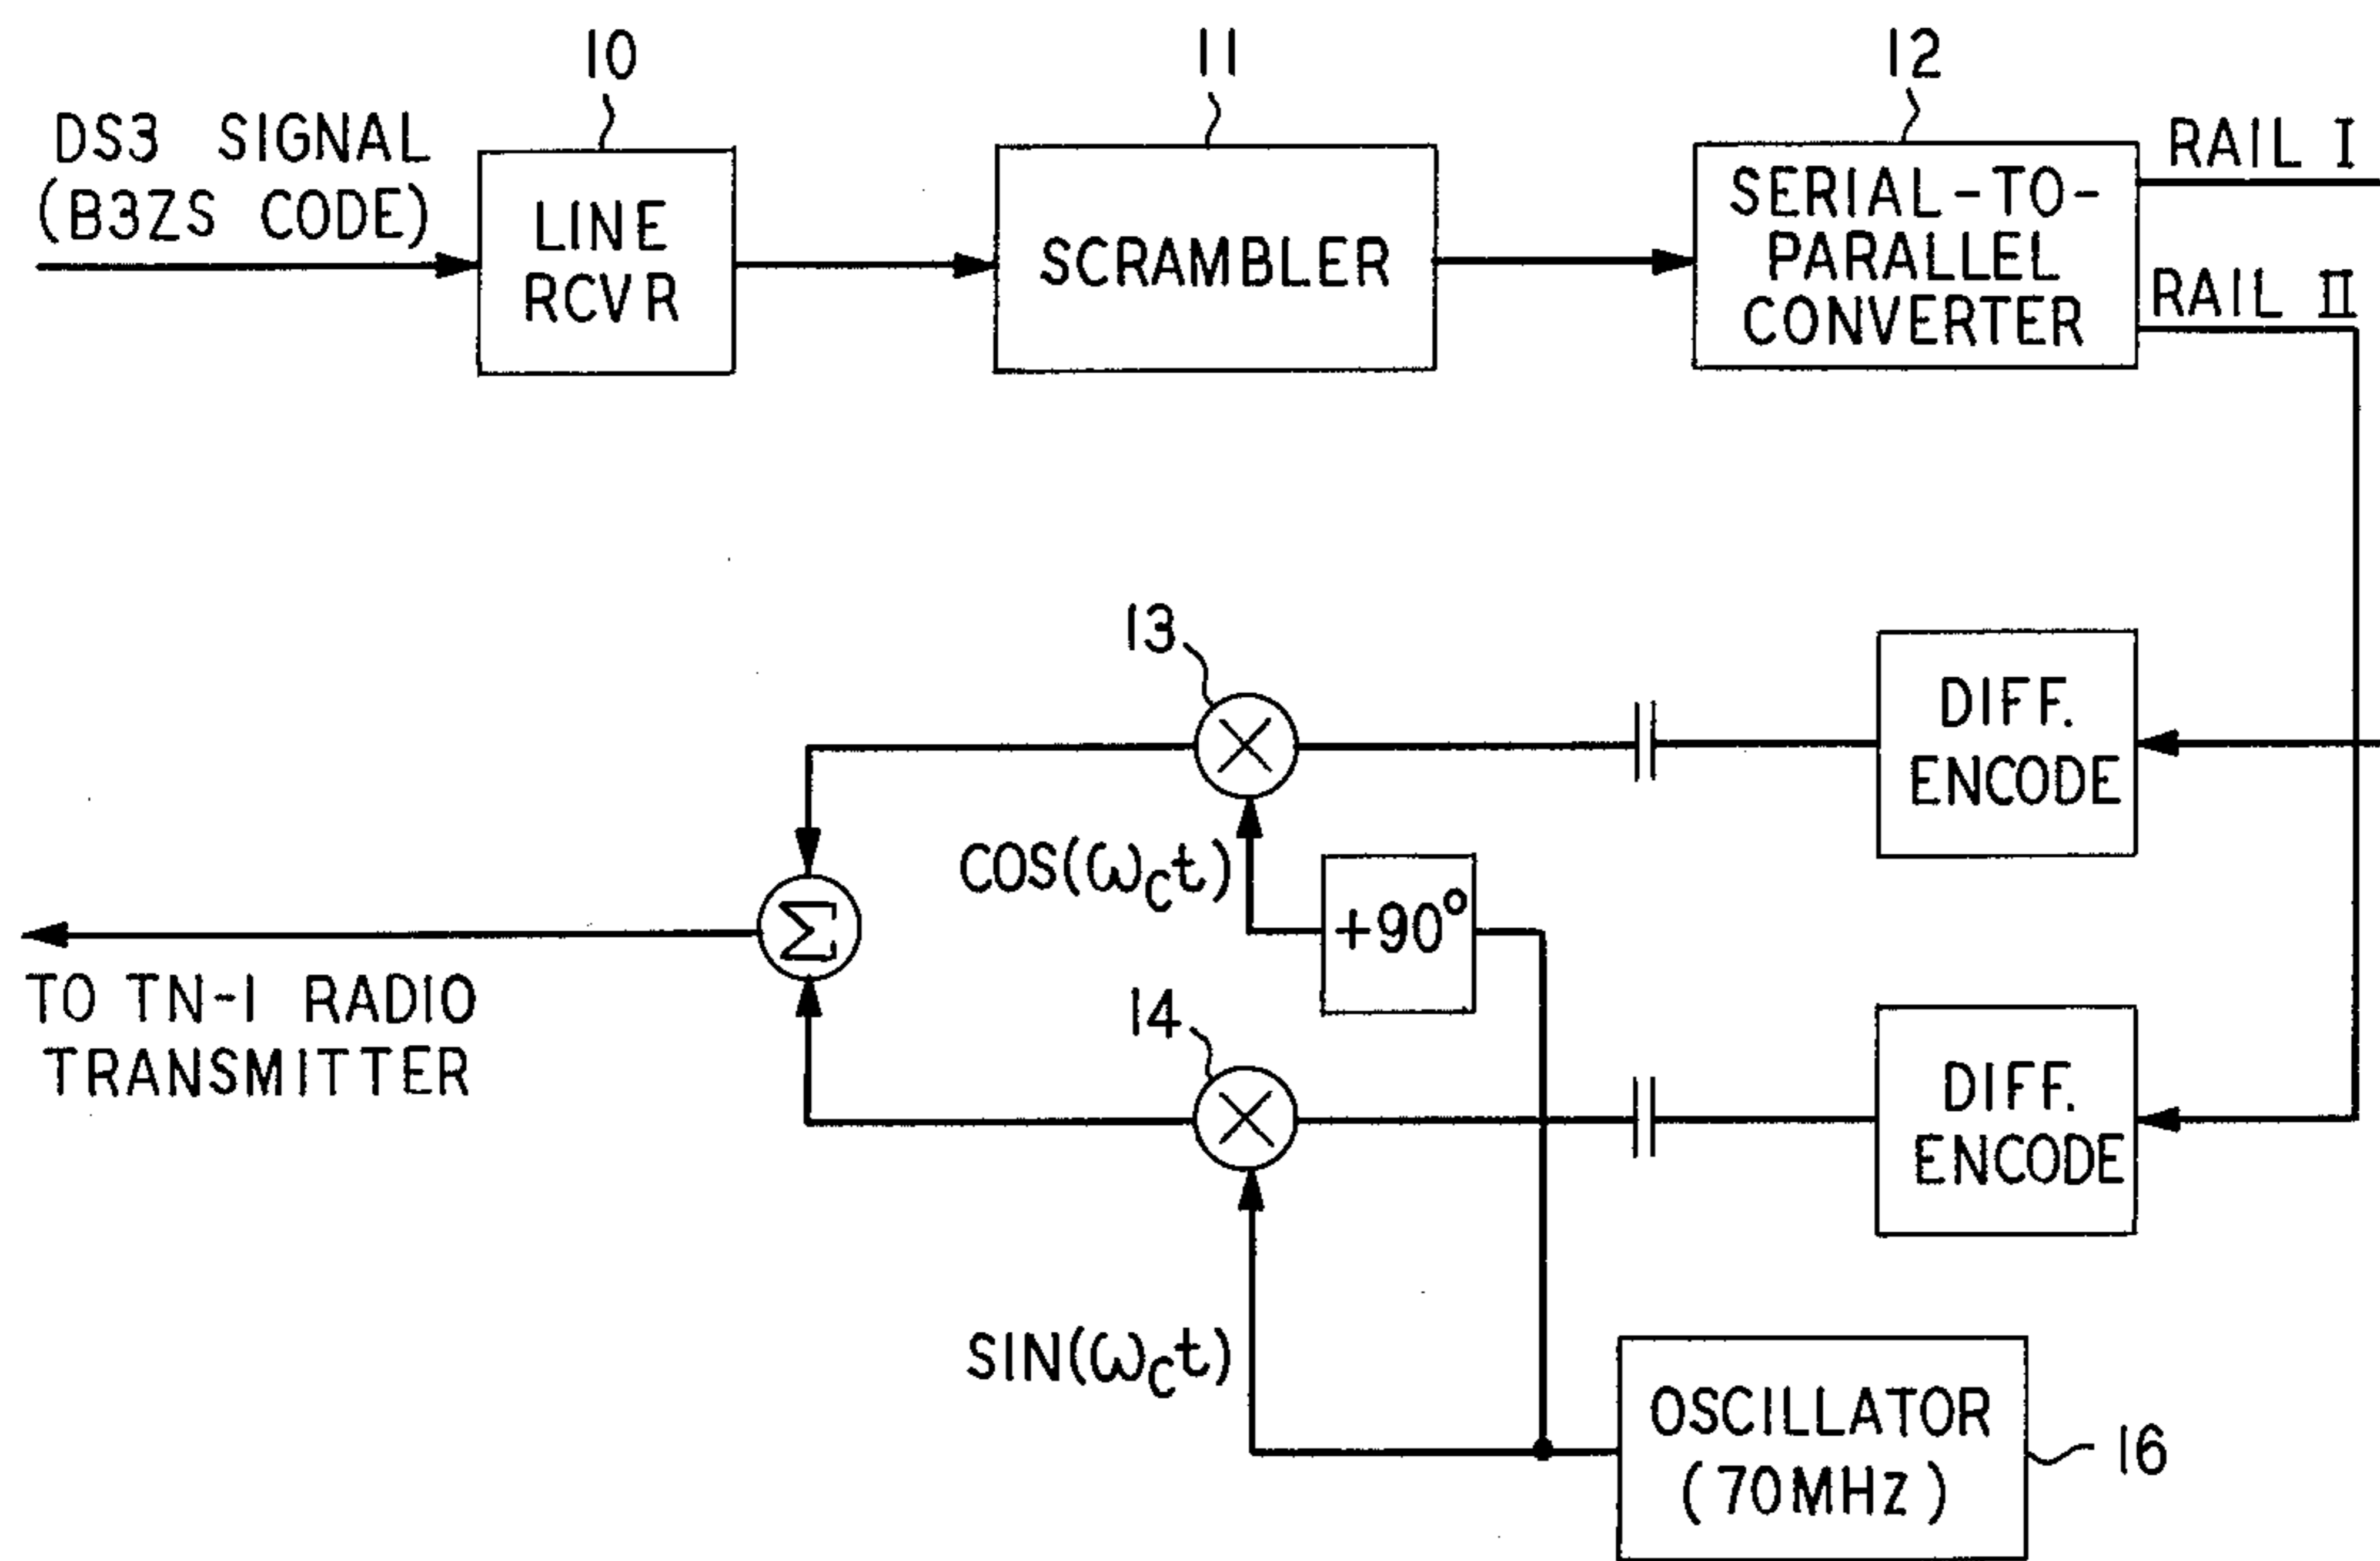 10
11
12
DS3 SIGNAL
(B3ZS CODE)
LINE
RCVR
SCRAMBLER
SERIAL-TO-
PARALLEL
CONVERTER
RAIL I
RAIL II
13
DIFF.
ENCODE
COS(ωct)
+90°
Σ
TO TN-1 RADIO
TRANSMITTER
14
DIFF.
ENCODE
SIN(ωct)
OSCILLATOR
(70MHZ)
16